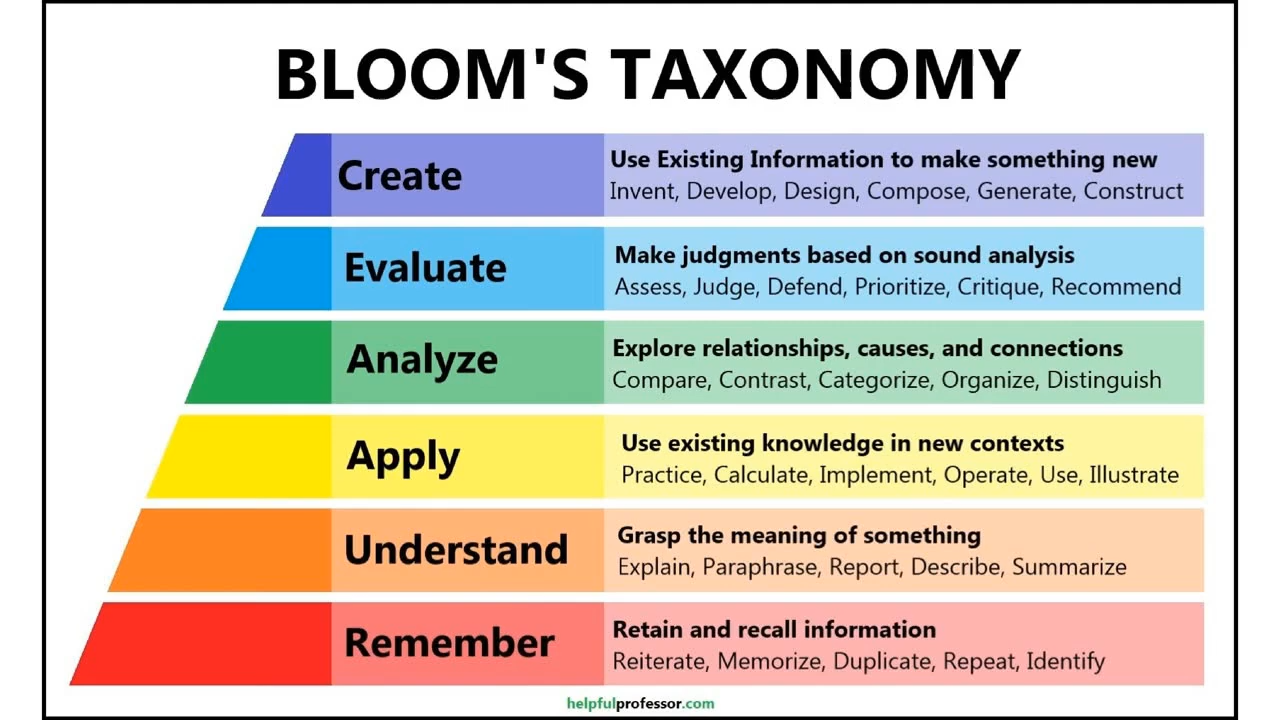 BLOOM'S TAXONOMY
Create
Use Existing Information to make something new
Invent, Develop, Design, Compose, Generate, Construct
Evaluate
Make judgments based on sound analysis
Assess, Judge, Defend, Prioritize, Critique, Recommend
Analyze
Explore relationships, causes, and connections
Compare, Contrast, Categorize, Organize, Distinguish
Apply
Use existing knowledge in new contexts
Practice, Calculate, Implement, Operate, Use, Illustrate
Understand
Grasp the meaning of something
Explain, Paraphrase, Report, Describe, Summarize
Remember
Retain and recall information
Reiterate, Memorize, Duplicate, Repeat, Identify
helpfulprofessor.com